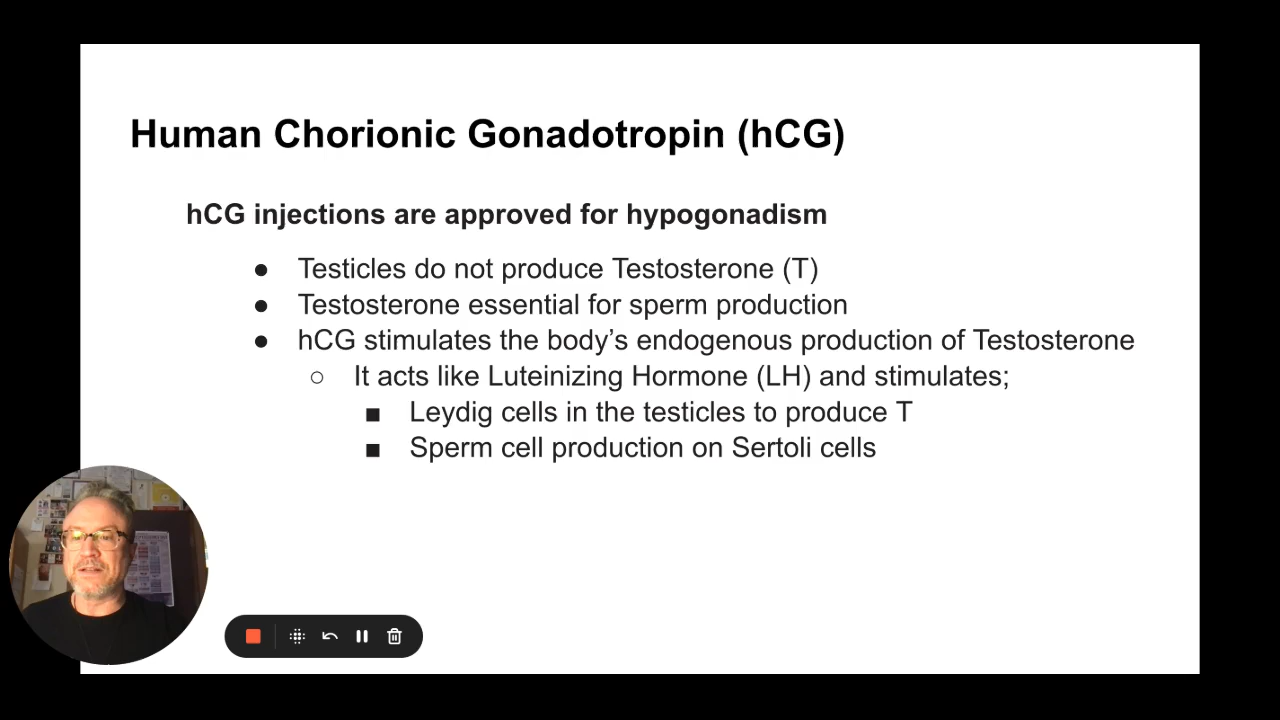 Human Chorionic Gonadotropin (hCG)
hCG injections are approved for hypogonadism
● Testicles do not produce Testosterone (T)
● Testosterone essential for sperm production
● hCG stimulates the body’s endogenous production of Testosterone
○ It acts like Luteinizing Hormone (LH) and stimulates;
■ Leydig cells in the testicles to produce T
■ Sperm cell production on Sertoli cells